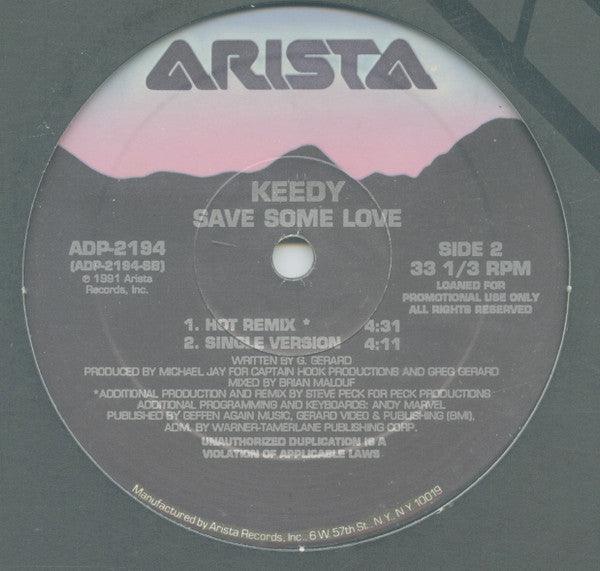 ARISTA™
KEEDY
SAVE SOME LOVE
ADP-2194
(ADP-2194-SB)
℗ 1991 Arista
Records, Inc.
SIDE 2
33 1/3 RPM
LOANED FOR
PROMOTIONAL USE ONLY
ALL RIGHTS RESERVED
1. HOT REMIX * 4:31
2. SINGLE VERSION 4:11
WRITTEN BY G. GERARD
PRODUCED BY MICHAEL JAY FOR CAPTAIN HOOK PRODUCTIONS AND GREG GERARD
MIXED BY BRIAN MALOUF
*ADDITIONAL PRODUCTION AND REMIX BY STEVE PECK FOR PECK PRODUCTIONS
ADDITIONAL PROGRAMMING AND KEYBOARDS: ANDY MARVEL
PUBLISHED BY GEFFEN AGAIN MUSIC, GERARD VIDEO & PUBLISHING (BMI),
ADM. BY WARNER-TAMERLANE PUBLISHING CORP.
UNAUTHORIZED DUPLICATION IS A
VIOLATION OF APPLICABLE LAWS
Manufactured by Arista Records, Inc., 6 W 57th St., N.Y. N.Y. 10019